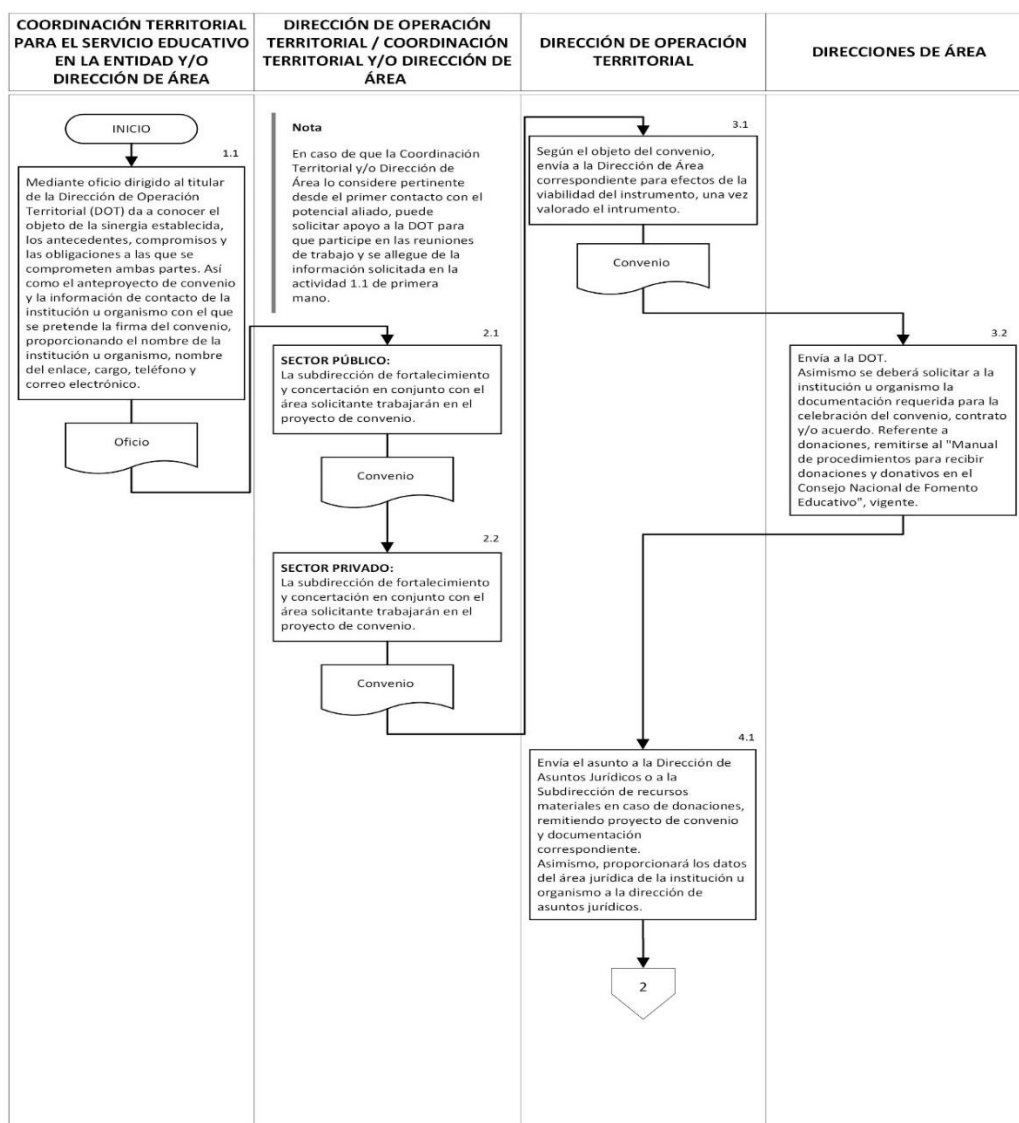 COORDINACIÓN TERRITORIAL
PARA EL SERVICIO EDUCATIVO
EN LA ENTIDAD Y/O
DIRECCIÓN DE ÁREA
DIRECCIÓN DE OPERACIÓN
TERRITORIAL / COORDINACIÓN
TERRITORIAL Y/O DIRECCIÓN DE
ÁREA
DIRECCIÓN DE OPERACIÓN
TERRITORIAL
DIRECCIONES DE ÁREA
INICIO
1.1
Mediante oficio dirigido al titular
de la Dirección de Operación
Territorial (DOT) da a conocer el
objeto de la sinergia establecida,
los antecedentes, compromisos y
las obligaciones a las que se
comprometen ambas partes. Así
como el anteproyecto de convenio
y la información de contacto de la
institución u organismo con el que
se pretende la firma del convenio,
proporcionando el nombre de la
institución u organismo, nombre
del enlace, cargo, teléfono y
correo electrónico.
Oficio
Nota
En caso de que la Coordinación
Territorial y/o Dirección de
Área lo considere pertinente
desde el primer contacto con el
potencial aliado, puede
solicitar apoyo a la DOT para
que participe en las reuniones
de trabajo y se allegue de la
información solicitada en la
actividad 1.1 de primera
mano.
2.1
SECTOR PÚBLICO:
La subdirección de fortalecimiento
y concertación en conjunto con el
área solicitante trabajarán en el
proyecto de convenio.
Convenio
2.2
SECTOR PRIVADO:
La subdirección de fortalecimiento
y concertación en conjunto con el
área solicitante trabajarán en el
proyecto de convenio.
Convenio
3.1
Según el objeto del convenio,
envía a la Dirección de Área
correspondiente para efectos de la
viabilidad del instrumento, una vez
valorado el intrumento.
Convenio
3.2
Envía a la DOT.
Asimismo se deberá solicitar a la
institución u organismo la
documentación requerida para la
celebración del convenio, contrato
y/o acuerdo. Referente a
donaciones, remitirse al "Manual
de procedimientos para recibir
donaciones y donativos en el
Consejo Nacional de Fomento
Educativo", vigente.
4.1
Envía el asunto a la Dirección de
Asuntos Jurídicos o a la
Subdirección de recursos
materiales en caso de donaciones,
remitiendo proyecto de convenio
y documentación
correspondiente.
Asimismo, proporcionará los datos
del área jurídica de la institución u
organismo a la dirección de
asuntos jurídicos.
2